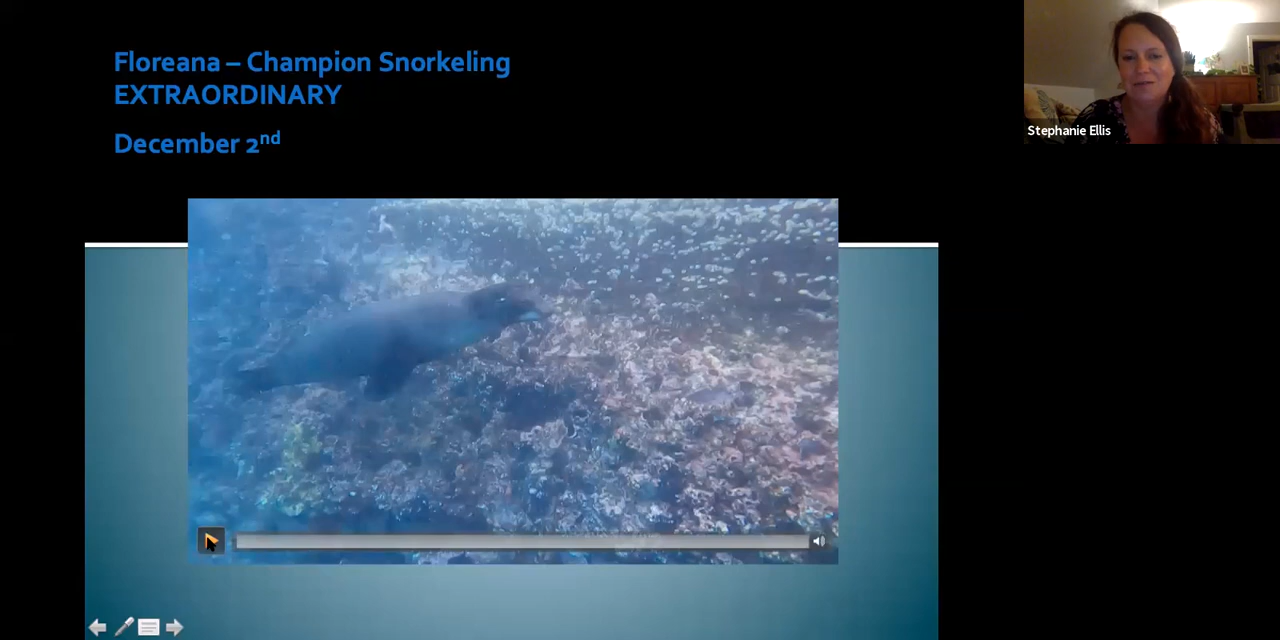 Floreana – Champion Snorkeling
EXTRAORDINARY
December 2nd
Stephanie Ellis